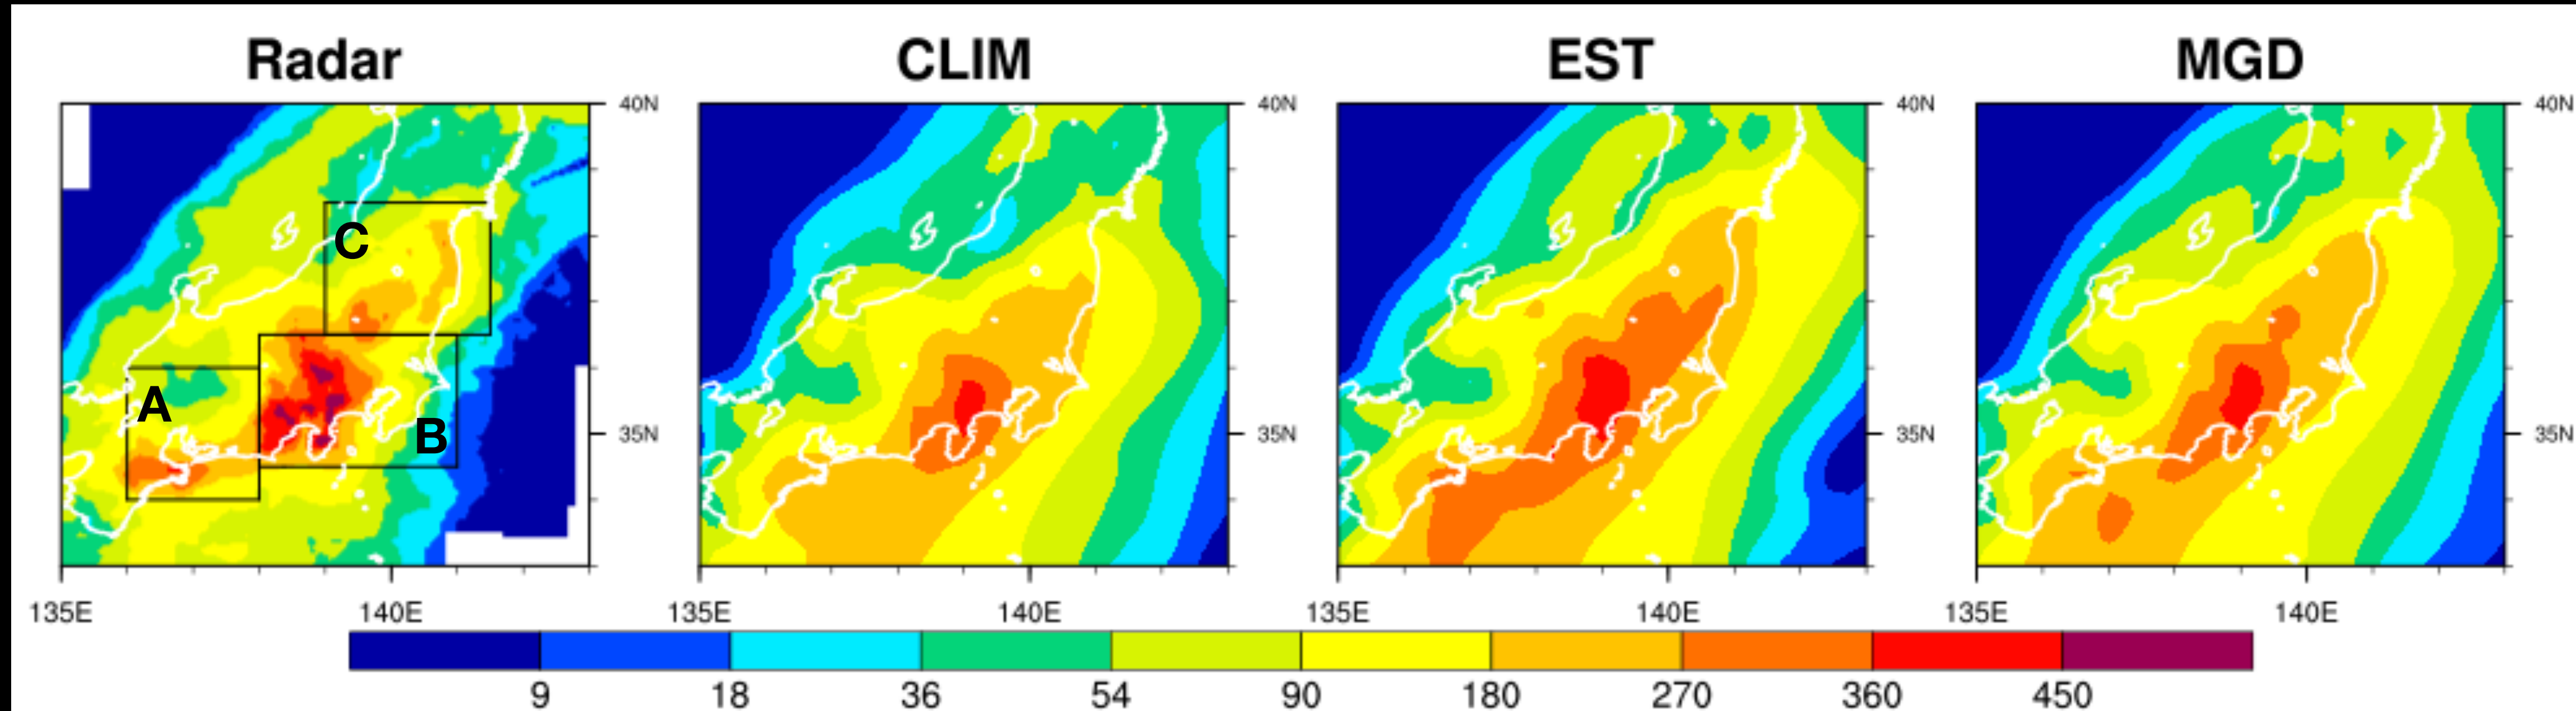 Radar CLIM EST MGD
40N 40N 40N 40N
C
A
B
35N 35N 35N 35N
135E 140E 135E 140E 135E 140E 135E 140E
9 18 36 54 90 180 270 360 450